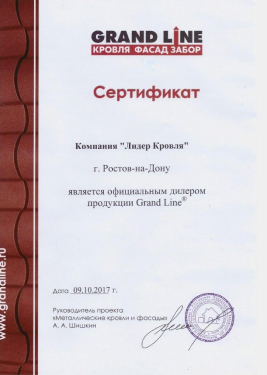 GRAND LINE
КРОВЛЯ ФАСАД ЗАБОР
Сертификат
Компания "Лидер Кровля"
г. Ростов-на-Дону
является официальным дилером
продукции Grand Line®
Дата 09.10.2017 г.
Руководитель проекта
«Металлические кровли и фасады»
А. А. Шишкин
www.grandline.ru